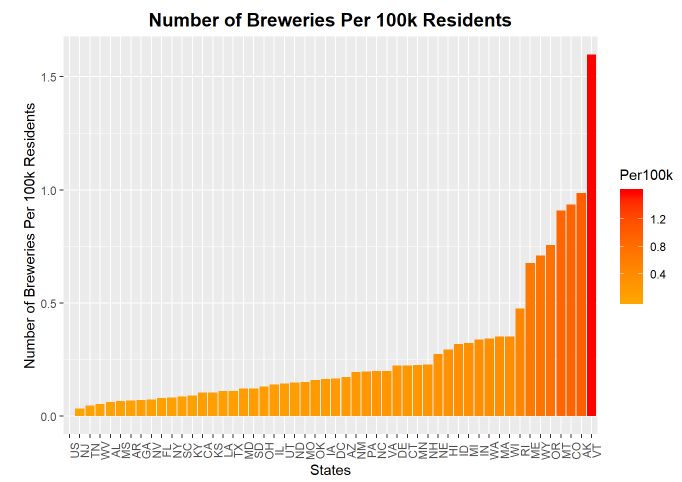 Number of Breweries Per 100k Residents
Number of Breweries Per 100k Residents
1.5
1.0
0.5
0.0
US NJ TN WV AL MS AR GA NV FL NY SC KY CA KS LA TX MD SD OH IL UT ND MO OK IA DC AZ NM PA NC VA DE CT MN NH NE HI ID MI IN WA MA WI RI ME WY OR MT CO AK VT
States
Per100k
1.2
0.8
0.4